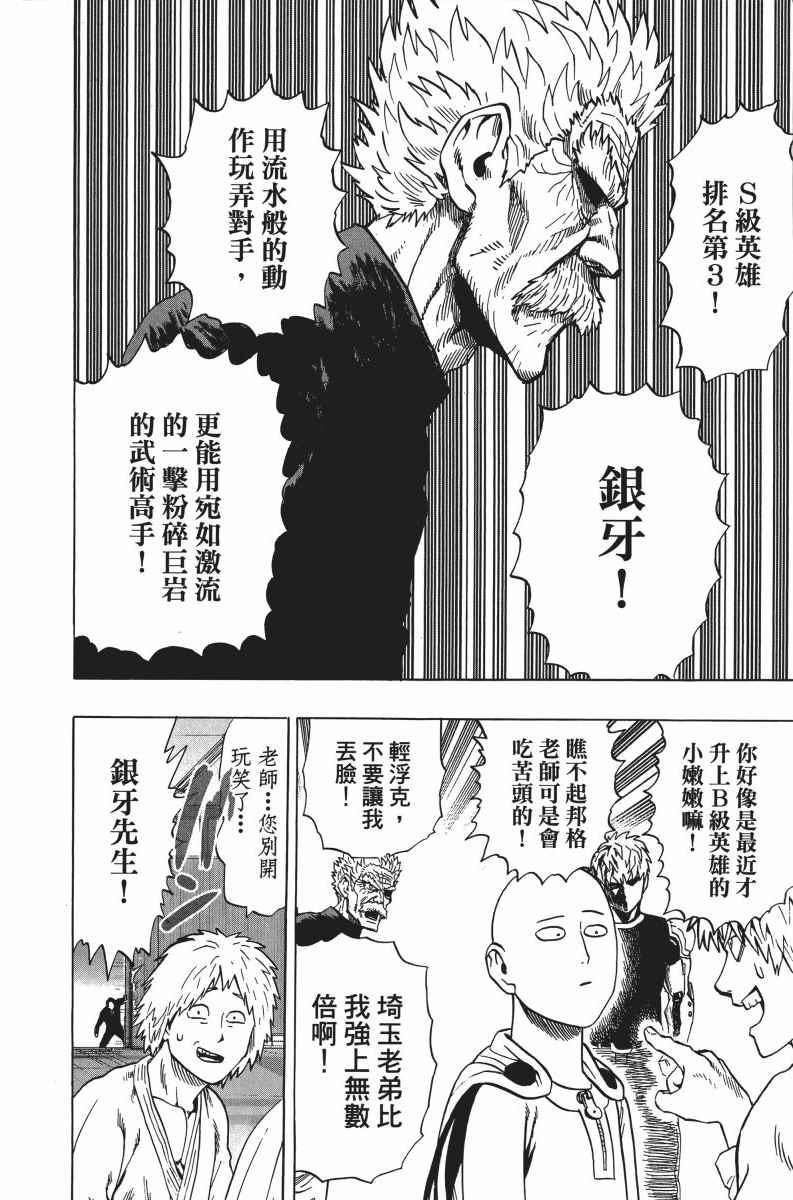 S級英雄
排名第3！
銀牙！
用流水般的動
作玩弄對手，
更能用宛如激流
的一擊粉碎巨岩
的武術高手！
你好像是最近才
升上B級英雄的
小嫩嫩嘛！
瞧不起邦格
老師可是會
吃苦頭的！
輕浮克，
不要讓我
丟臉！
埼玉老弟比
我強上無數
倍啊！
老師…您別開
玩笑了…
銀牙先生！